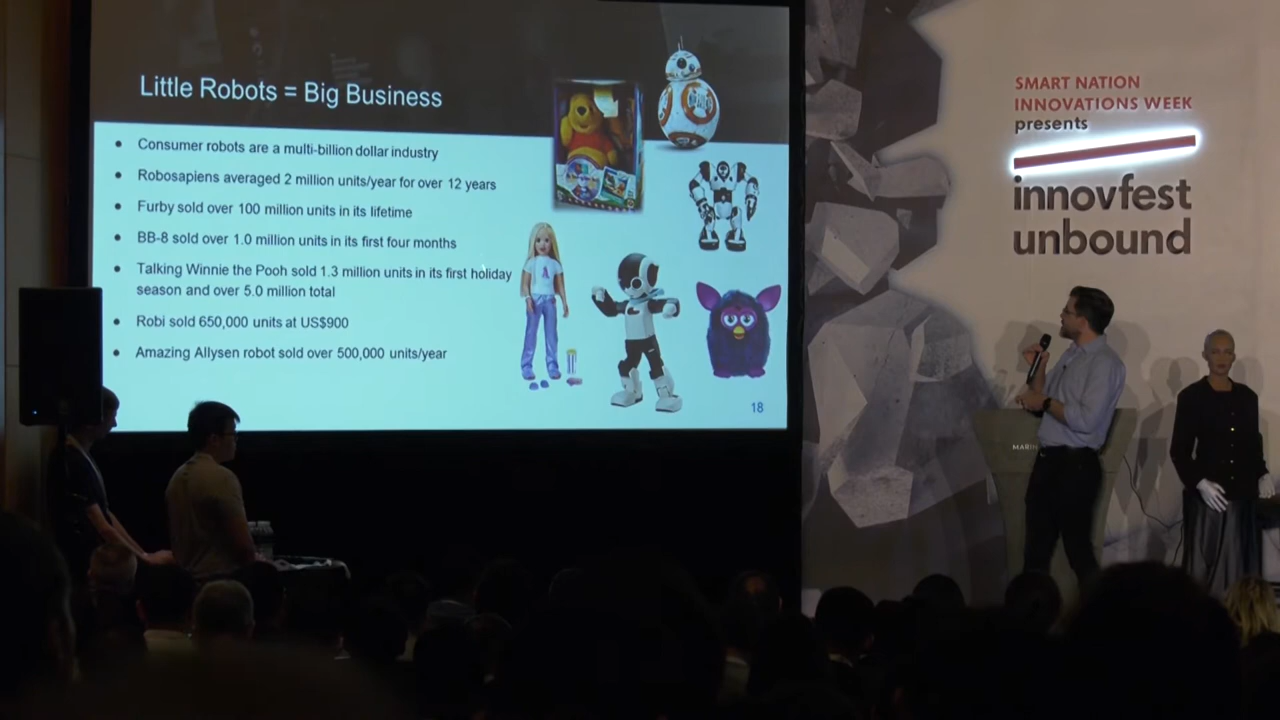 Little Robots = Big Business
Consumer robots are a multi-billion dollar industry
Robosapiens averaged 2 million units/year for over 12 years
Furby sold over 100 million units in its lifetime
BB-8 sold over 1.0 million units in its first four months
Talking Winnie the Pooh sold 1.3 million units in its first holiday
season and over 5.0 million total
Robi sold 650,000 units at US$900
Amazing Allysen robot sold over 500,000 units/year
18
SMART NATION
INNOVATIONS WEEK
presents
innovfest
unbound